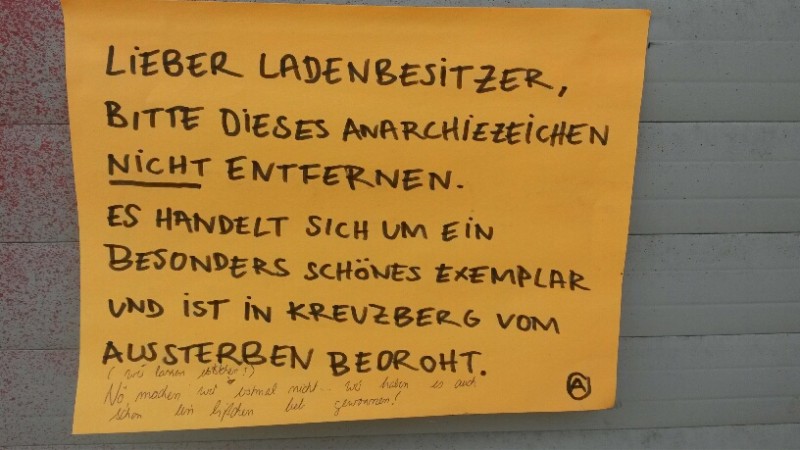 LIEBER LADENBESITZER,
BITTE DIESES ANARCHIEZEICHEN
NICHT ENTFERNEN.
ES HANDELT SICH UM EIN
BESONDERS SCHÖNES EXEMPLAR
UND IST IN KREUZBERG VOM
AUSSTERBEN BEDROHT.
Nö machen wir erstmal nicht... wir haben es auch
schon ein bißchen lieb gewonnen!
A